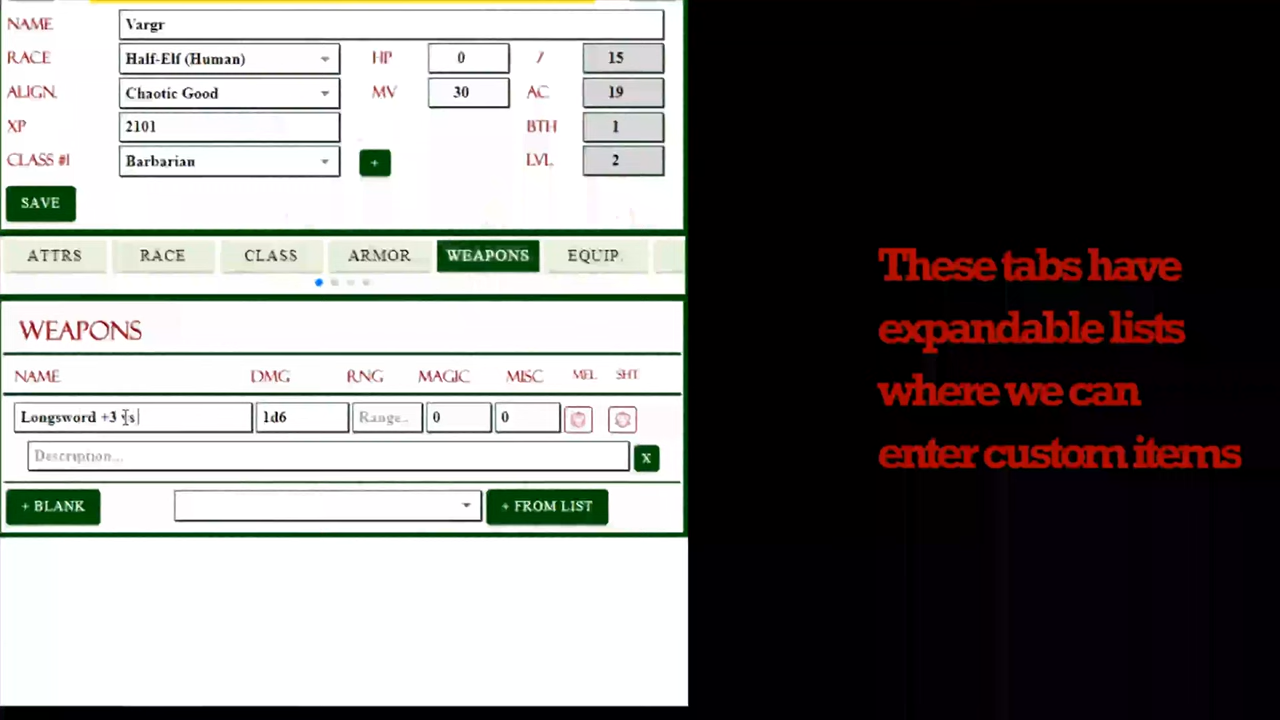 NAME Vargr
RACE Half-Elf (Human) HP 0 / 15
ALIGN. Chaotic Good MV 30 AC 19
XP 2101 BTH 1
CLASS #1 Barbarian + LVL 2
SAVE
ATTRS RACE CLASS ARMOR WEAPONS EQUIP.
WEAPONS
NAME DMG RNG MAGIC MISC MEL SHT
Longsword +3 1d6 Range.. 0 0
Description... X
+ BLANK + FROM LIST
These tabs have
expandable lists
where we can
enter custom items